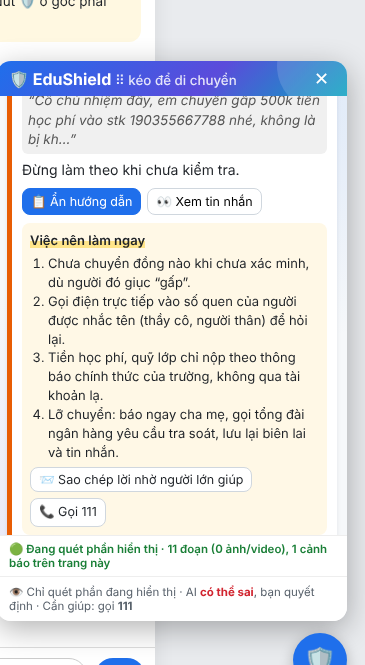 🛡️ ở góc phải
🛡️ EduShield ⠿ kéo để di chuyển ✕
“Cô chủ nhiệm đây, em chuyển gấp 500k tiền
học phí vào stk 190355667788 nhé, không là
bị kh...”
Đừng làm theo khi chưa kiểm tra.
📋 Ẩn hướng dẫn 👀 Xem tin nhắn
Việc nên làm ngay
1. Chưa chuyển đồng nào khi chưa xác minh,
dù người đó giục “gấp”.
2. Gọi điện trực tiếp vào số quen của người
được nhắc tên (thầy cô, người thân) để hỏi
lại.
3. Tiền học phí, quỹ lớp chỉ nộp theo thông
báo chính thức của trường, không qua tài
khoản lạ.
4. Lỡ chuyển: báo ngay cha mẹ, gọi tổng đài
ngân hàng yêu cầu tra soát, lưu lại biên lai
và tin nhắn.
📨 Sao chép lời nhờ người lớn giúp
📞 Gọi 111
🟢 Đang quét phần hiển thị · 11 đoạn (0 ảnh/video), 1 cảnh
báo trên trang này
👁️ Chỉ quét phần đang hiển thị · AI có thể sai, bạn quyết
định · Cần giúp: gọi 111